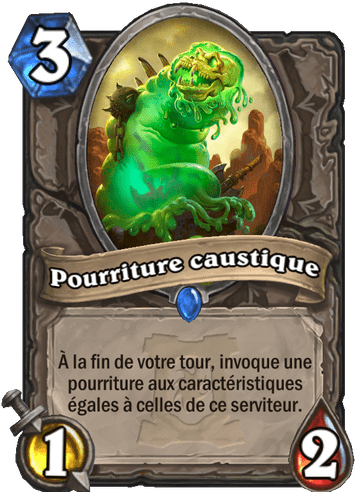 3
Pourriture caustique
À la fin de votre tour, invoque une
pourriture aux caractéristiques
égales à celles de ce serviteur.
1
2